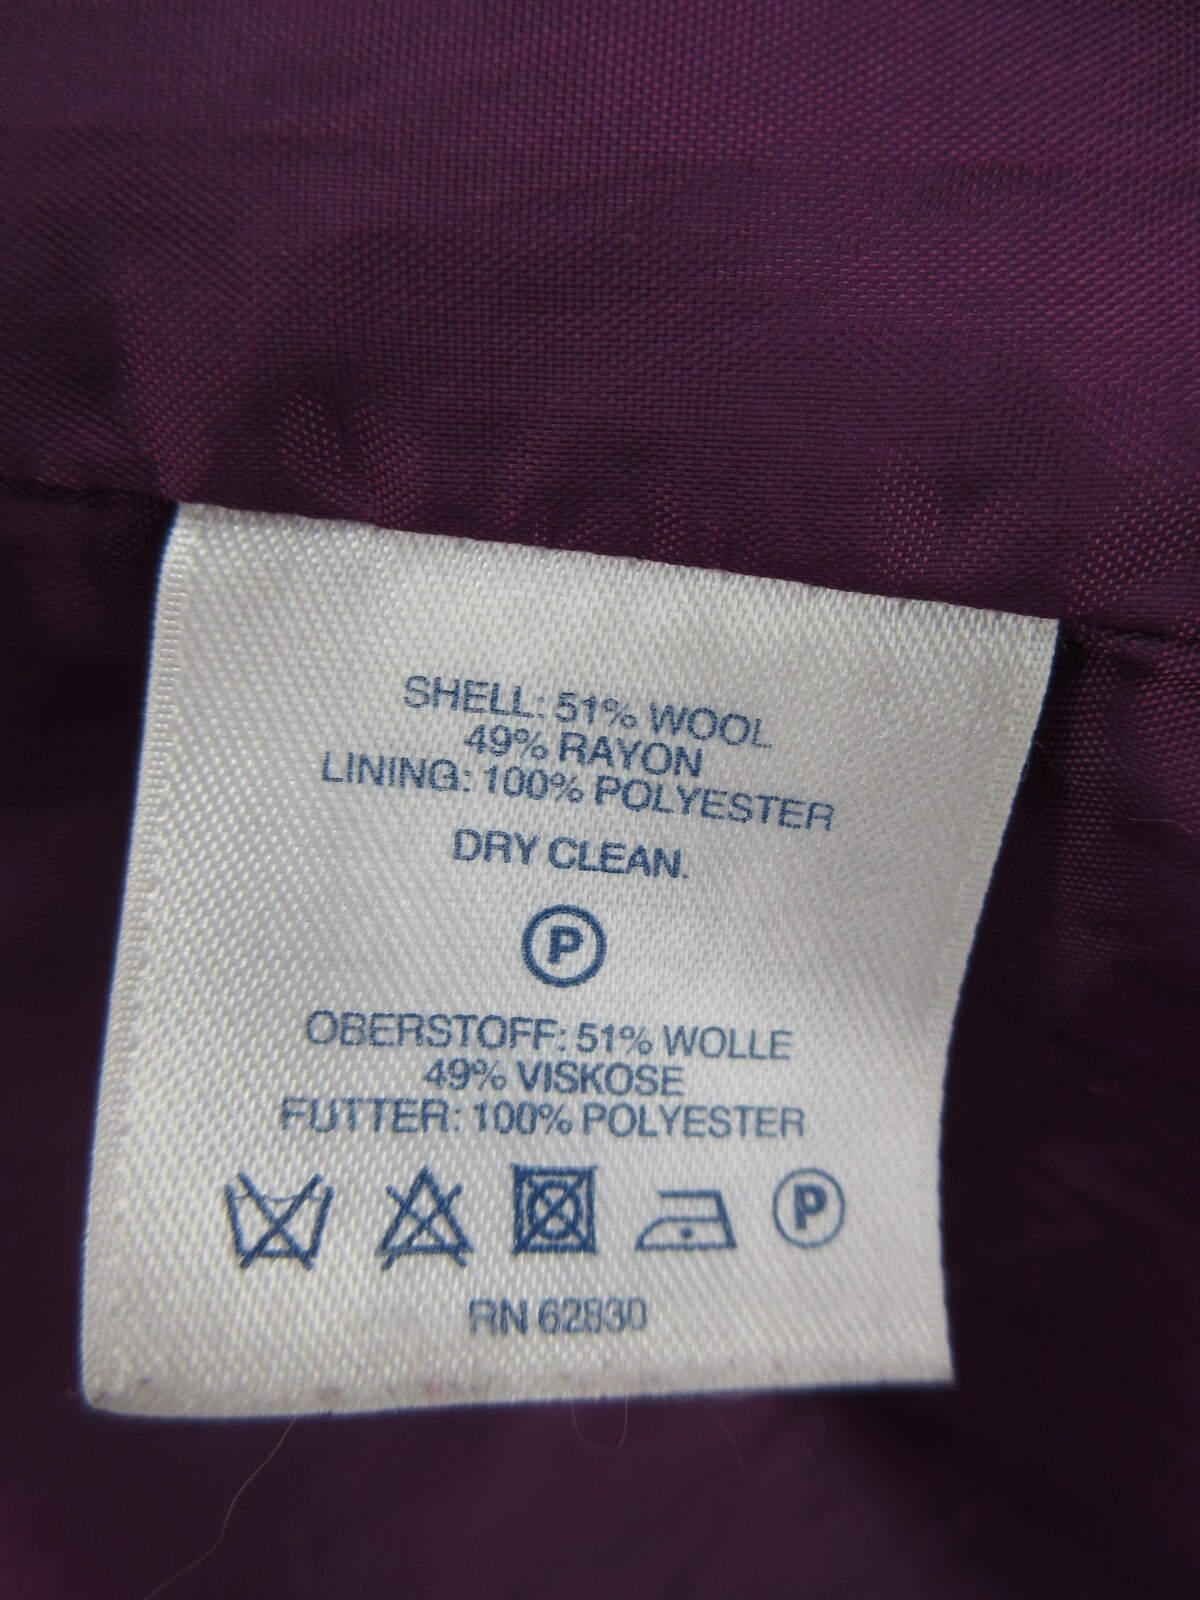 SHELL: 51% WOOL
49% RAYON
LINING: 100% POLYESTER
DRY CLEAN.
P
OBERSTOFF: 51% WOLLE
49% VISKOSE
FUTTER: 100% POLYESTER
P
RN 62830